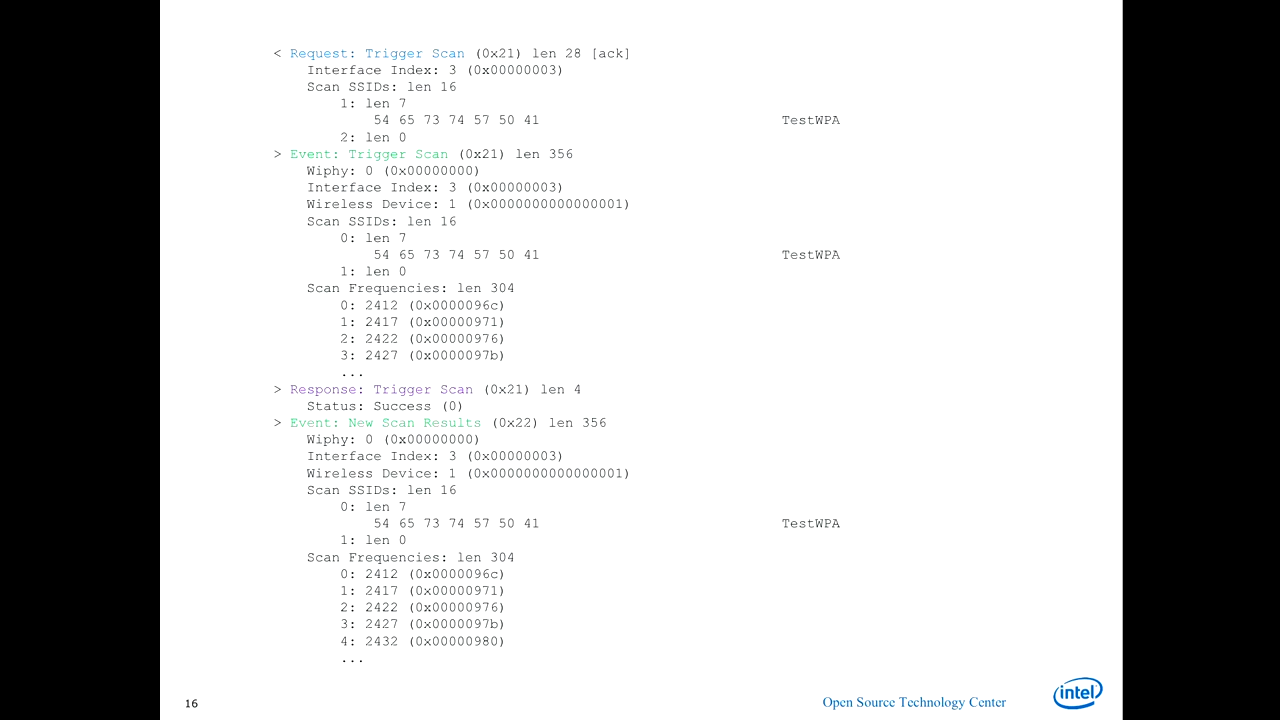 < Request: Trigger Scan (0x21) len 28 [ack]
    Interface Index: 3 (0x00000003)
    Scan SSIDs: len 16
        1: len 7
            54 65 73 74 57 50 41                             TestWPA
        2: len 0
> Event: Trigger Scan (0x21) len 356
    Wiphy: 0 (0x00000000)
    Interface Index: 3 (0x00000003)
    Wireless Device: 1 (0x0000000000000001)
    Scan SSIDs: len 16
        0: len 7
            54 65 73 74 57 50 41                             TestWPA
        1: len 0
    Scan Frequencies: len 304
        0: 2412 (0x0000096c)
        1: 2417 (0x00000971)
        2: 2422 (0x00000976)
        3: 2427 (0x0000097b)
        ...
> Response: Trigger Scan (0x21) len 4
    Status: Success (0)
> Event: New Scan Results (0x22) len 356
    Wiphy: 0 (0x00000000)
    Interface Index: 3 (0x00000003)
    Wireless Device: 1 (0x0000000000000001)
    Scan SSIDs: len 16
        0: len 7
            54 65 73 74 57 50 41                             TestWPA
        1: len 0
    Scan Frequencies: len 304
        0: 2412 (0x0000096c)
        1: 2417 (0x00000971)
        2: 2422 (0x00000976)
        3: 2427 (0x0000097b)
        4: 2432 (0x00000980)
        ...
16
Open Source Technology Center
intel